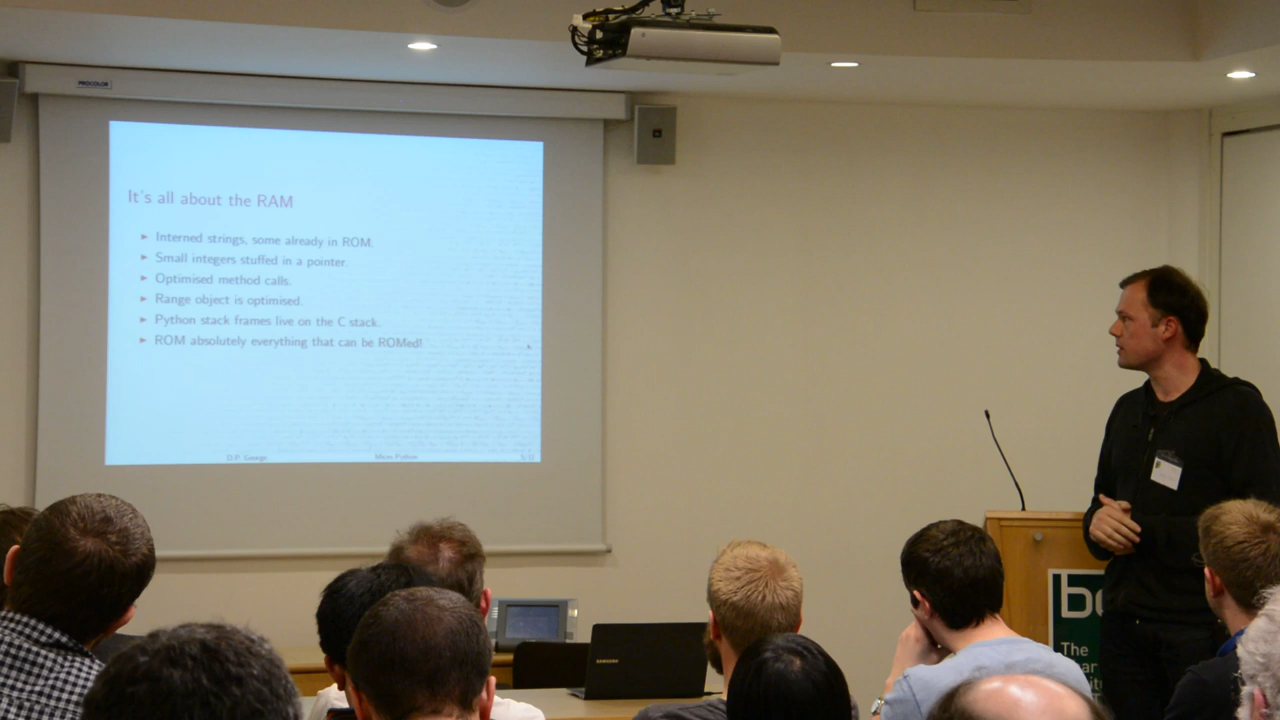 PROCOLOR
It's all about the RAM
► Interned strings, some already in ROM.
► Small integers stuffed in a pointer.
► Optimised method calls.
► Range object is optimised.
► Python stack frames live on the C stack.
► ROM absolutely everything that can be ROMed!
D.P. George
Micro Python
SAMSUNG
The